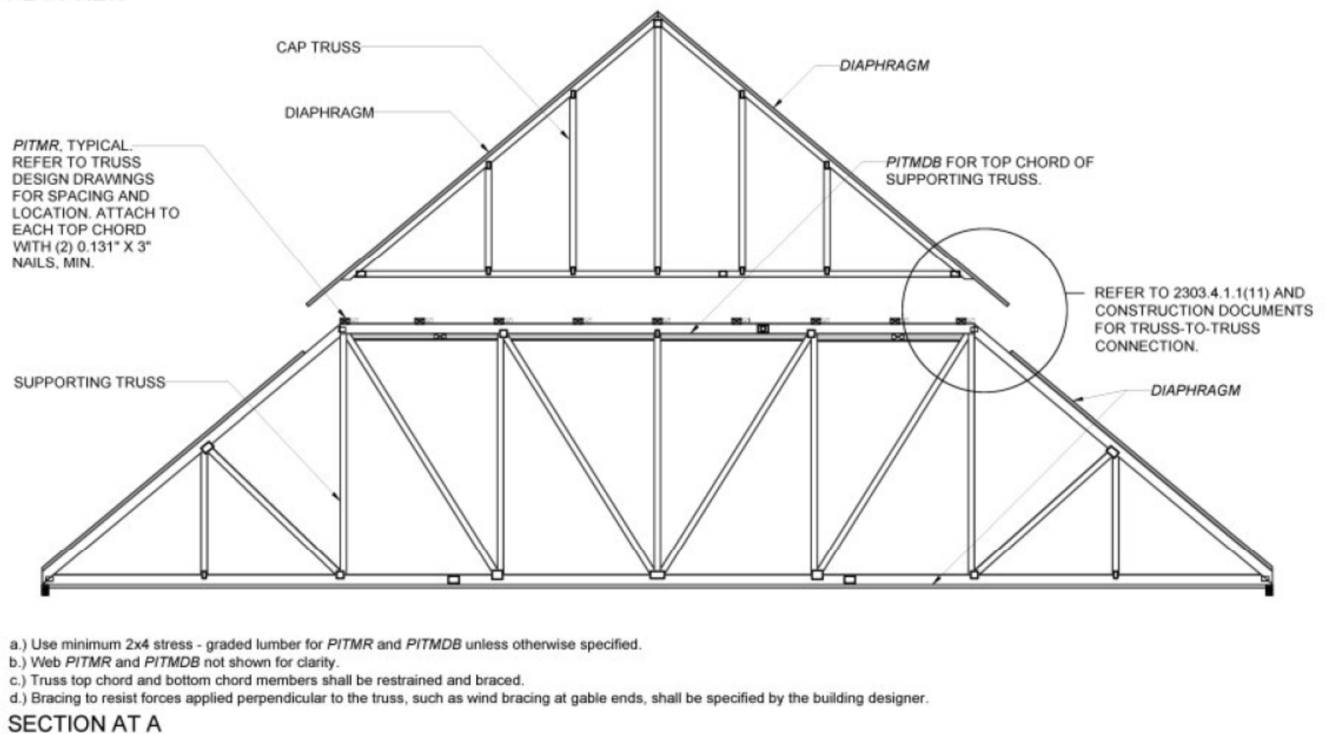 CAP TRUSS
DIAPHRAGM
DIAPHRAGM
PITMR, TYPICAL.
REFER TO TRUSS
DESIGN DRAWINGS
FOR SPACING AND
LOCATION. ATTACH TO
EACH TOP CHORD
WITH (2) 0.131" X 3"
NAILS, MIN.
PITMDB FOR TOP CHORD OF
SUPPORTING TRUSS.
REFER TO 2303.4.1.1(11) AND
CONSTRUCTION DOCUMENTS
FOR TRUSS-TO-TRUSS
CONNECTION.
SUPPORTING TRUSS
DIAPHRAGM
a.) Use minimum 2x4 stress - graded lumber for PITMR and PITMDB unless otherwise specified.
b.) Web PITMR and PITMDB not shown for clarity.
c.) Truss top chord and bottom chord members shall be restrained and braced.
d.) Bracing to resist forces applied perpendicular to the truss, such as wind bracing at gable ends, shall be specified by the building designer.
SECTION AT A